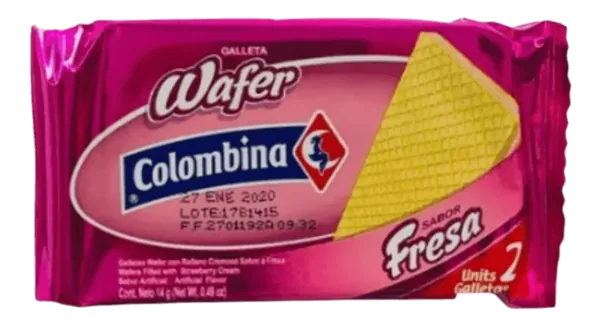 GALLETA
Wafer
Colombina
®
27 ENE 2020
LOTE:1781415
F.F.2701192A 09:32
SABOR
Fresa
Galletas Wafer con Relleno Cremoso Sabor a Fresa
Wafers Filled with Strawberry Cream
Sabor Artificial Artificial Flavor
Cont. Neto 14 g (Net Wt. 0.49 oz)
Units 2
Galletas